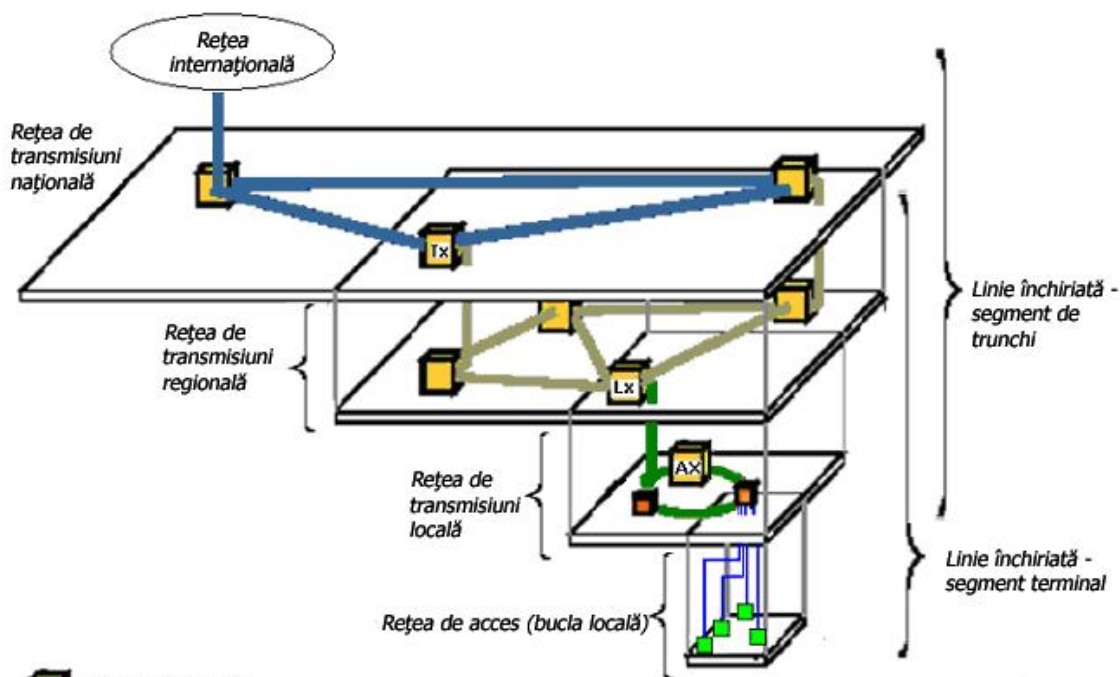 Rețea
internațională
Rețea de
transmisiuni
națională
Tx
Linie închiriată -
segment de
trunchi
Rețea de
transmisiuni
regională
Lx
Rețea de
transmisiuni
locală
AX
Linie închiriată -
segment terminal
Rețea de acces (bucla locală)